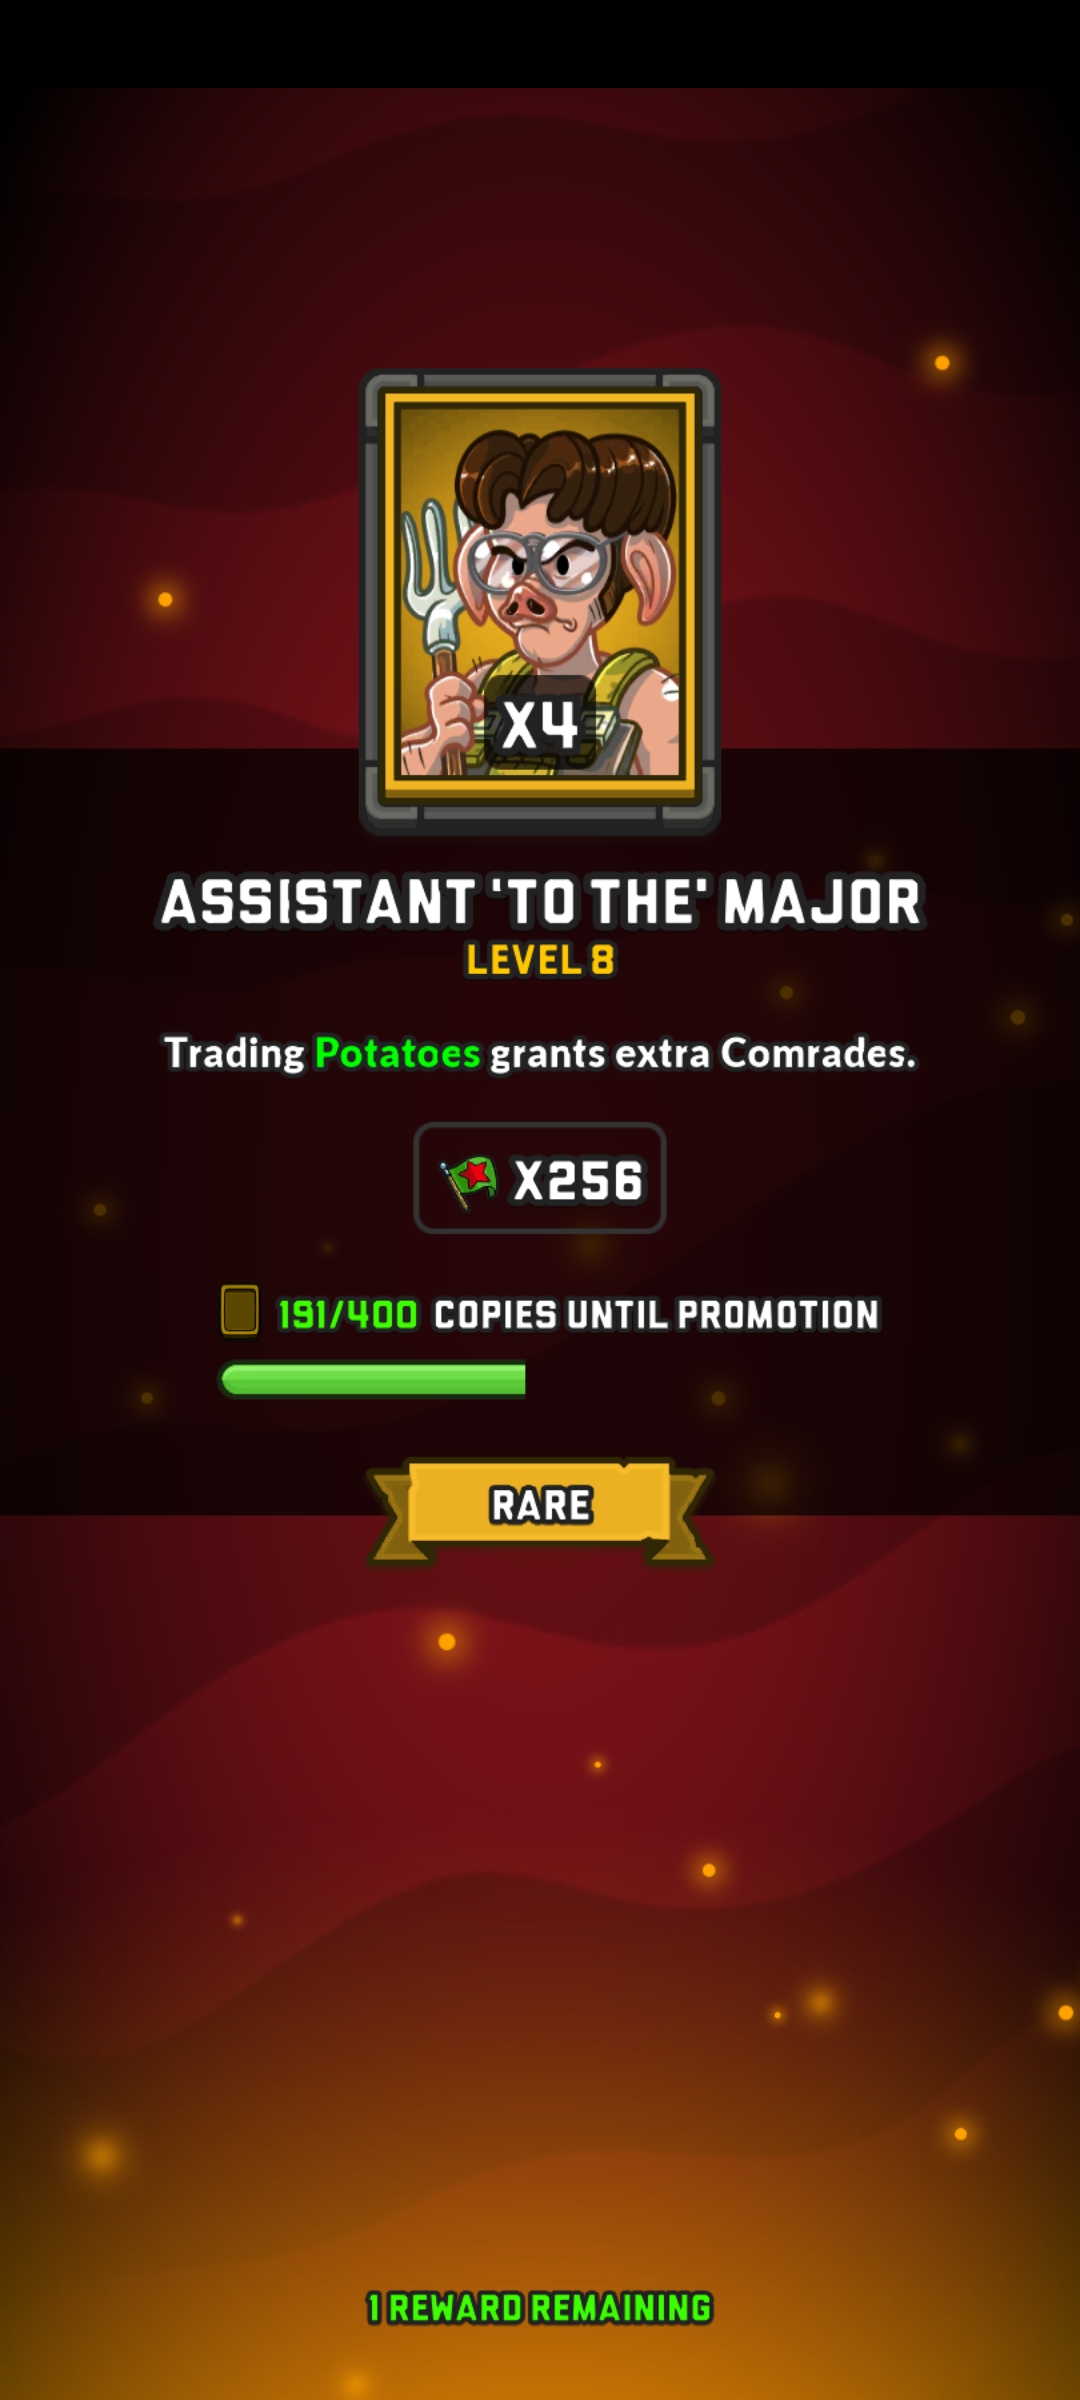 X4
ASSISTANT 'TO THE' MAJOR
LEVEL 8
Trading Potatoes grants extra Comrades.
X256
191/400 COPIES UNTIL PROMOTION
RARE
1 REWARD REMAINING